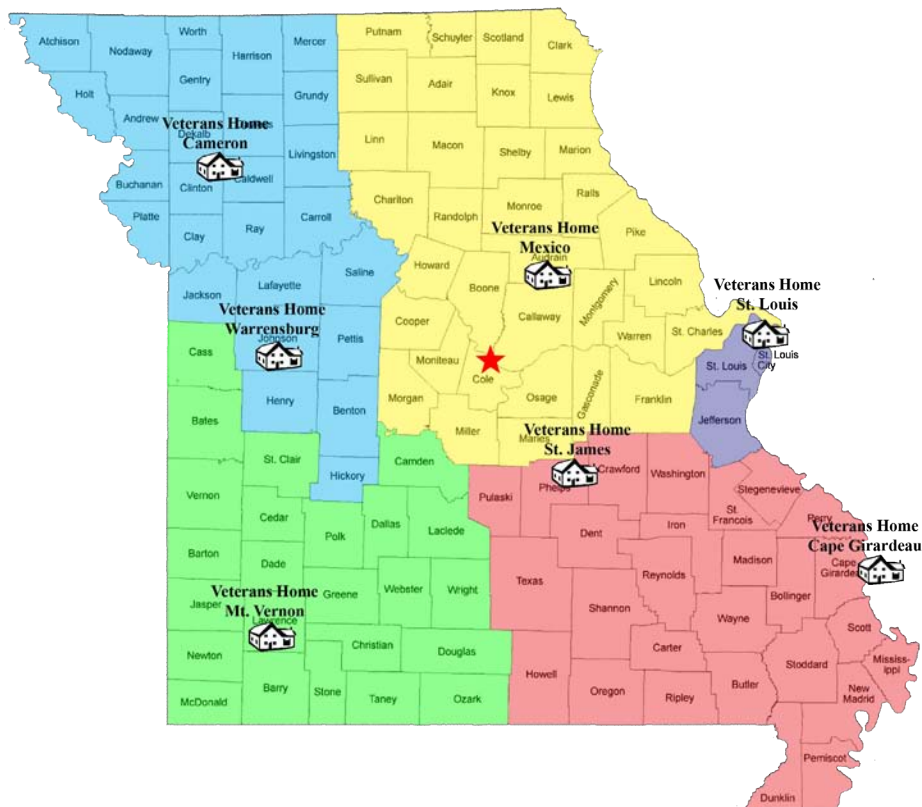 Worth
Mercer
Atchison
Nodaway
Harrison
Gentry
Holt
Grundy
Andrew
Veterans Home
Cameron
Dekalb
Livingston
Buchanan
Clinton
Caldwell
Platte
Carroll
Clay
Ray
Putnam
Schuyler
Scotland
Clark
Sullivan
Adair
Knox
Lewis
Linn
Macon
Shelby
Marion
Chariton
Randolph
Monroe
Ralls
Pike
Veterans Home
Mexico
Audrain
Howard
Boone
Lincoln
Callaway
Montgomery
Warren
St. Charles
Cooper
Moniteau
Cole
Osage
Gasconade
Franklin
Morgan
Miller
Maries
Veterans Home
St. Louis
St. Louis
St. Louis
City
Jefferson
Saline
Lafayette
Jackson
Veterans Home
Warrensburg
Johnson
Pettis
Henry
Benton
Hickory
Cass
Bates
St. Clair
Camden
Vernon
Cedar
Polk
Dallas
Laclede
Barton
Dade
Greene
Webster
Wright
Jasper
Veterans Home
Mt. Vernon
Lawrence
Christian
Douglas
Newton
McDonald
Barry
Stone
Taney
Ozark
Veterans Home
St. James
Crawford
Washington
Pulaski
Phelps
Stegenevieve
St.
Francois
Perry
Dent
Iron
Madison
Veterans Home
Cape Girardeau
Cape
Texas
Reynolds
Bollinger
Shannon
Wayne
Scott
Carter
Stoddard
Mississ-
ippi
Howell
Oregon
Ripley
Butler
New
Madrid
Pemiscot
Dunklin